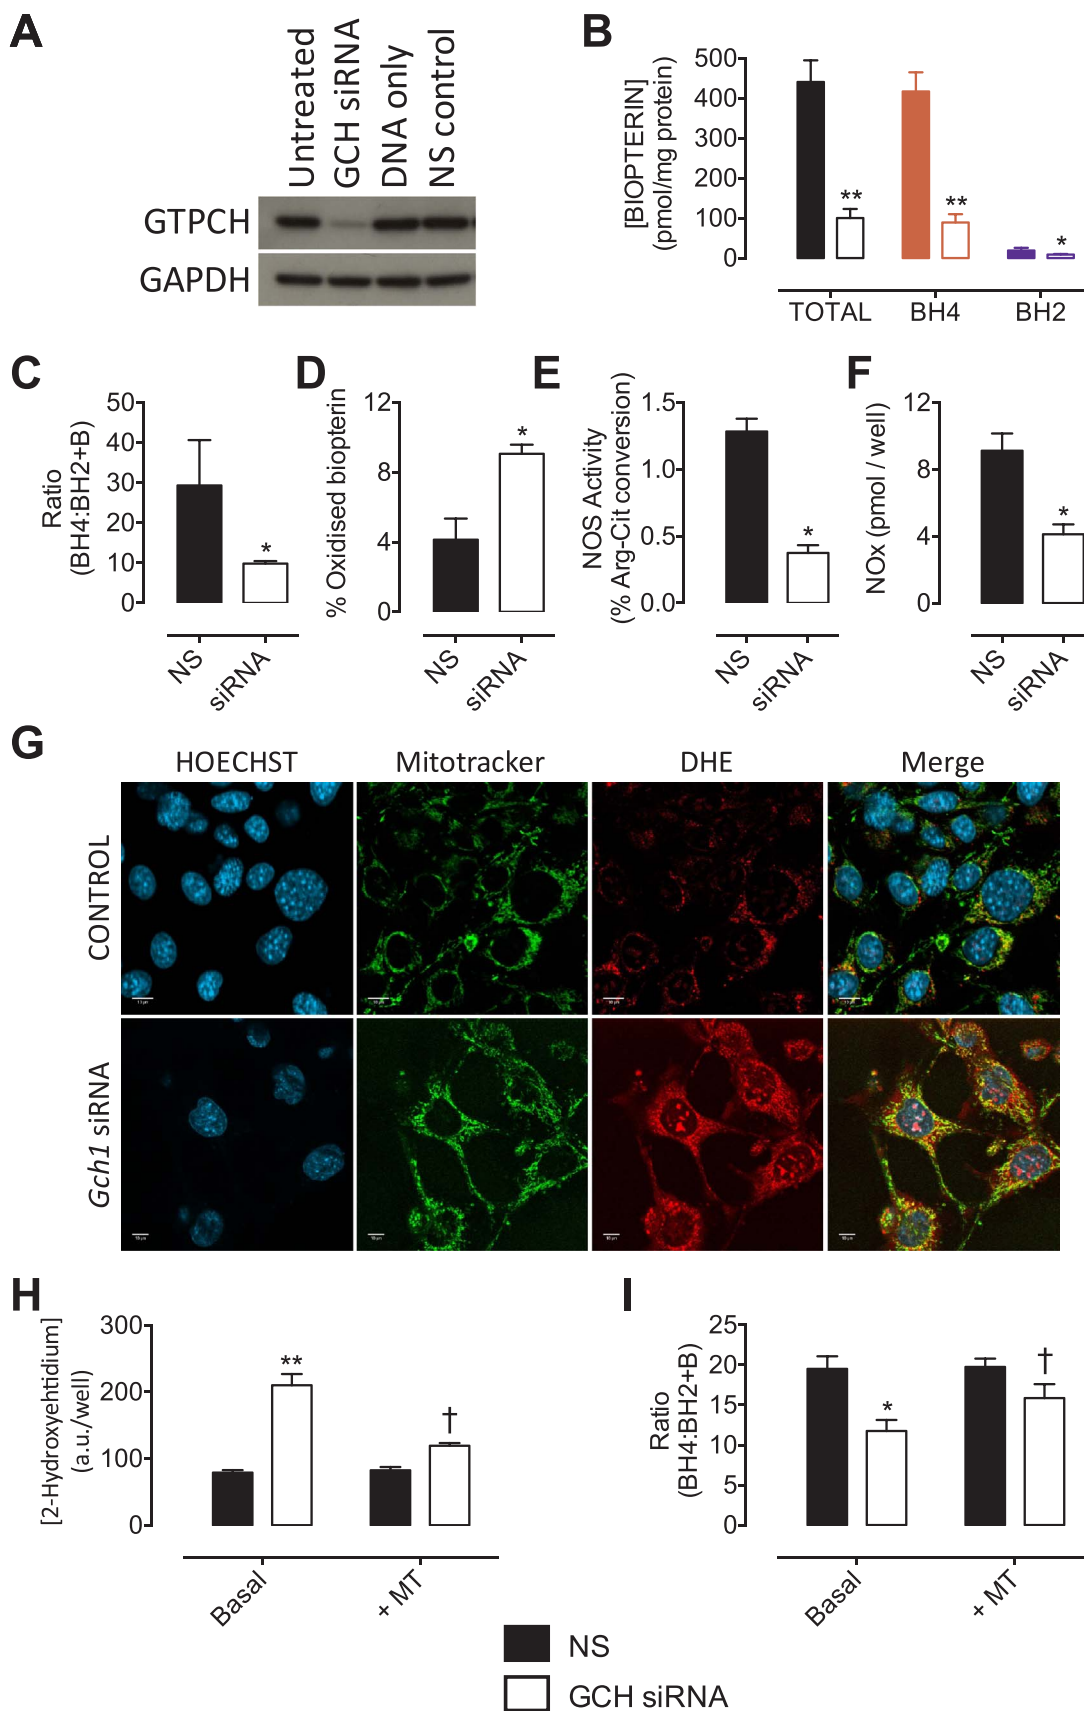 A
Untreated
GCH siRNA
DNA only
NS control
GTPCH
GAPDH
B
[BIOPTERIN]
(pmol/mg protein)
500
400
300
200
100
0
**
**
*
TOTAL
BH4
BH2
C
Ratio
(BH4:BH2+B)
50
40
30
20
10
0
*
NS
siRNA
D
% Oxidised biopterin
12
8
4
0
*
NS
siRNA
E
NOS Activity
(% Arg-Cit conversion)
1.5
1.0
0.5
0.0
*
NS
siRNA
F
NOx (pmol / well)
12
8
4
0
*
NS
siRNA
G
HOECHST
Mitotracker
DHE
Merge
CONTROL
Gch1 siRNA
H
[2-Hydroxyehtidium]
(a.u./well)
300
200
100
0
**
†
Basal
+ MT
I
Ratio
(BH4:BH2+B)
25
20
15
10
5
0
*
†
Basal
+ MT
NS
GCH siRNA